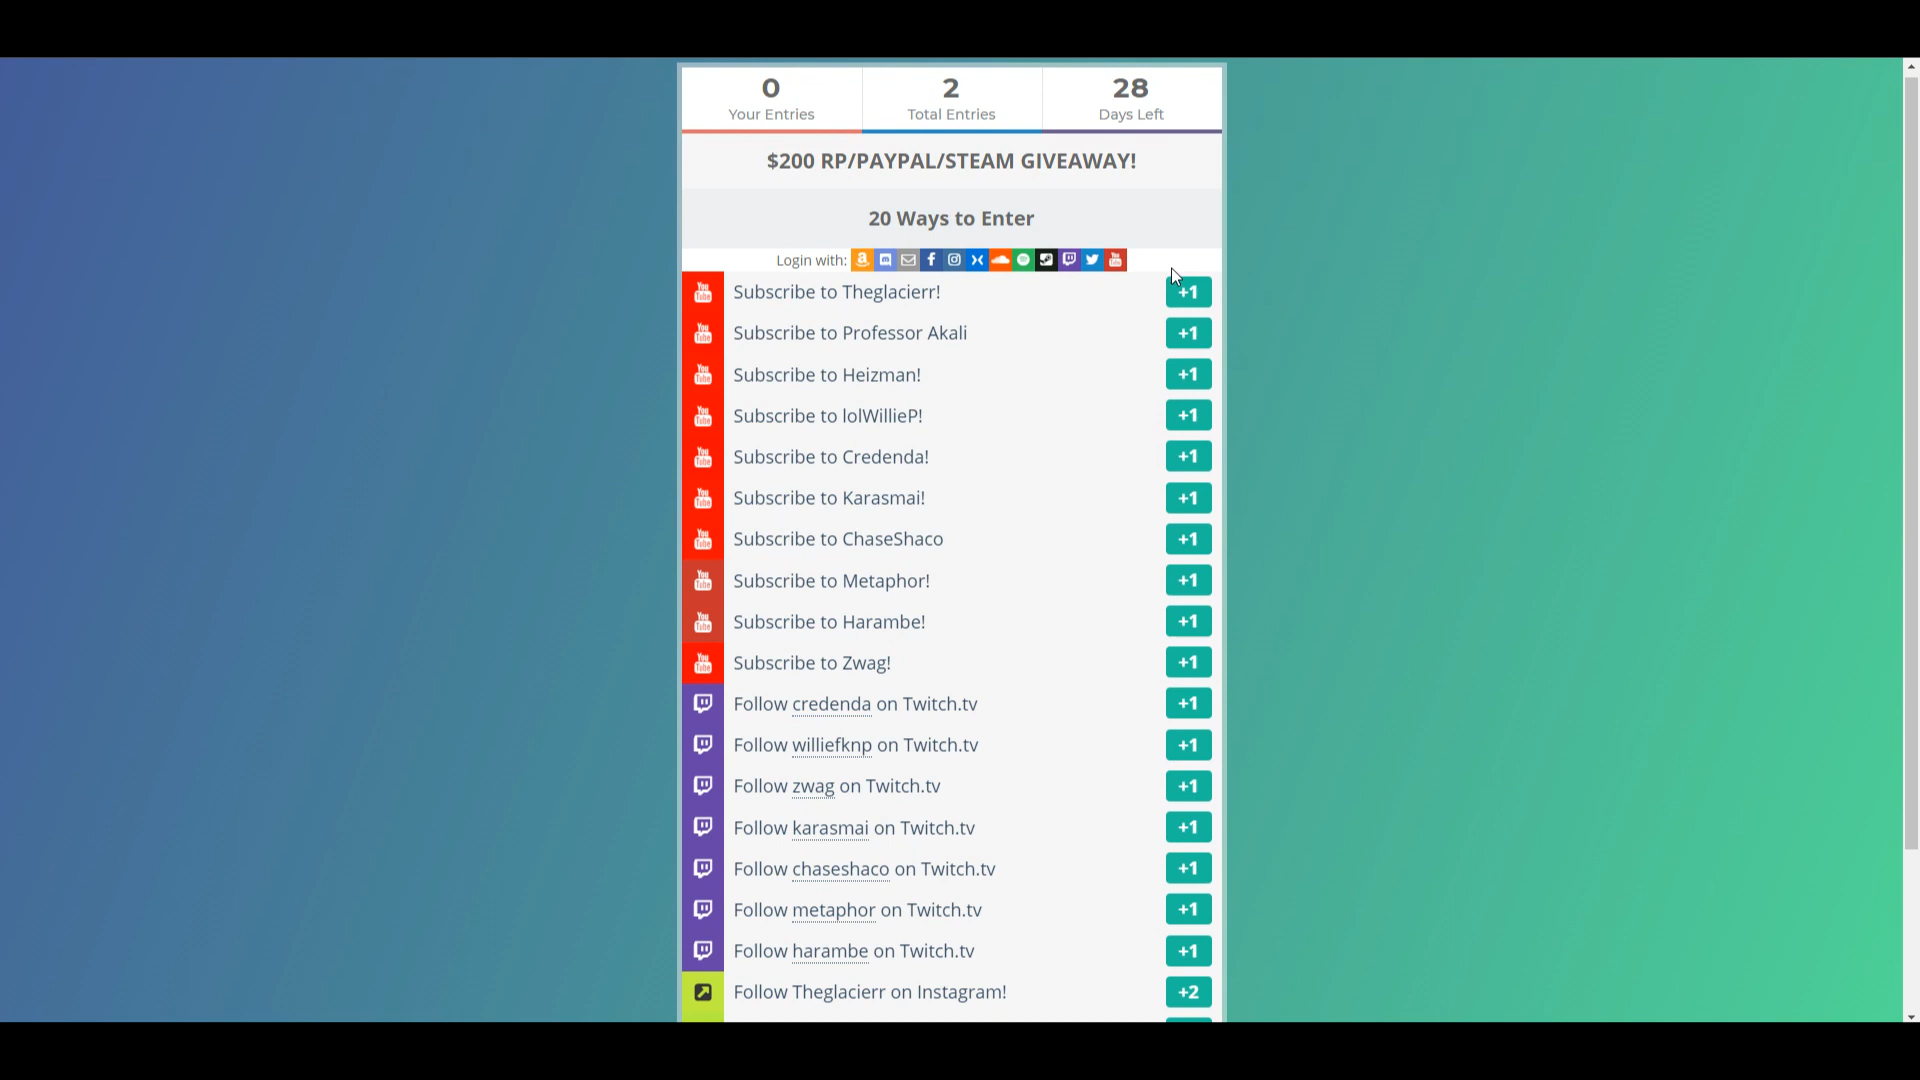 0 2 28
Your Entries Total Entries Days Left
$200 RP/PAYPAL/STEAM GIVEAWAY!
20 Ways to Enter
Login with:
Subscribe to Theglacierr! +1
Subscribe to Professor Akali +1
Subscribe to Heizman! +1
Subscribe to lolWillieP! +1
Subscribe to Credenda! +1
Subscribe to Karasmai! +1
Subscribe to ChaseShaco +1
Subscribe to Metaphor! +1
Subscribe to Harambe! +1
Subscribe to Zwag! +1
Follow credenda on Twitch.tv +1
Follow williefknp on Twitch.tv +1
Follow zwag on Twitch.tv +1
Follow karasmai on Twitch.tv +1
Follow chaseshaco on Twitch.tv +1
Follow metaphor on Twitch.tv +1
Follow harambe on Twitch.tv +1
Follow Theglacierr on Instagram! +2